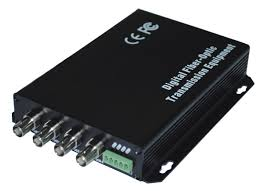 CE FC
Digital Fiber-Optic
Transmission Equipment